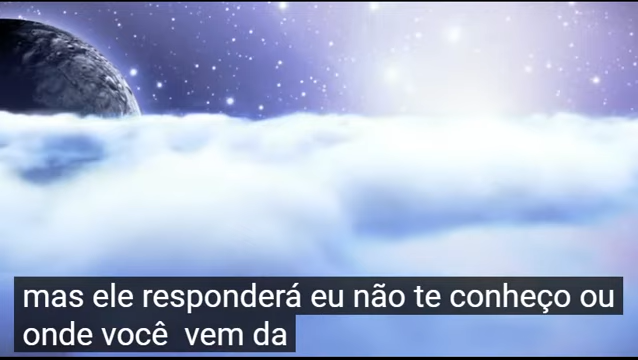 mas ele responderá eu não te conheço ou
onde você  vem da